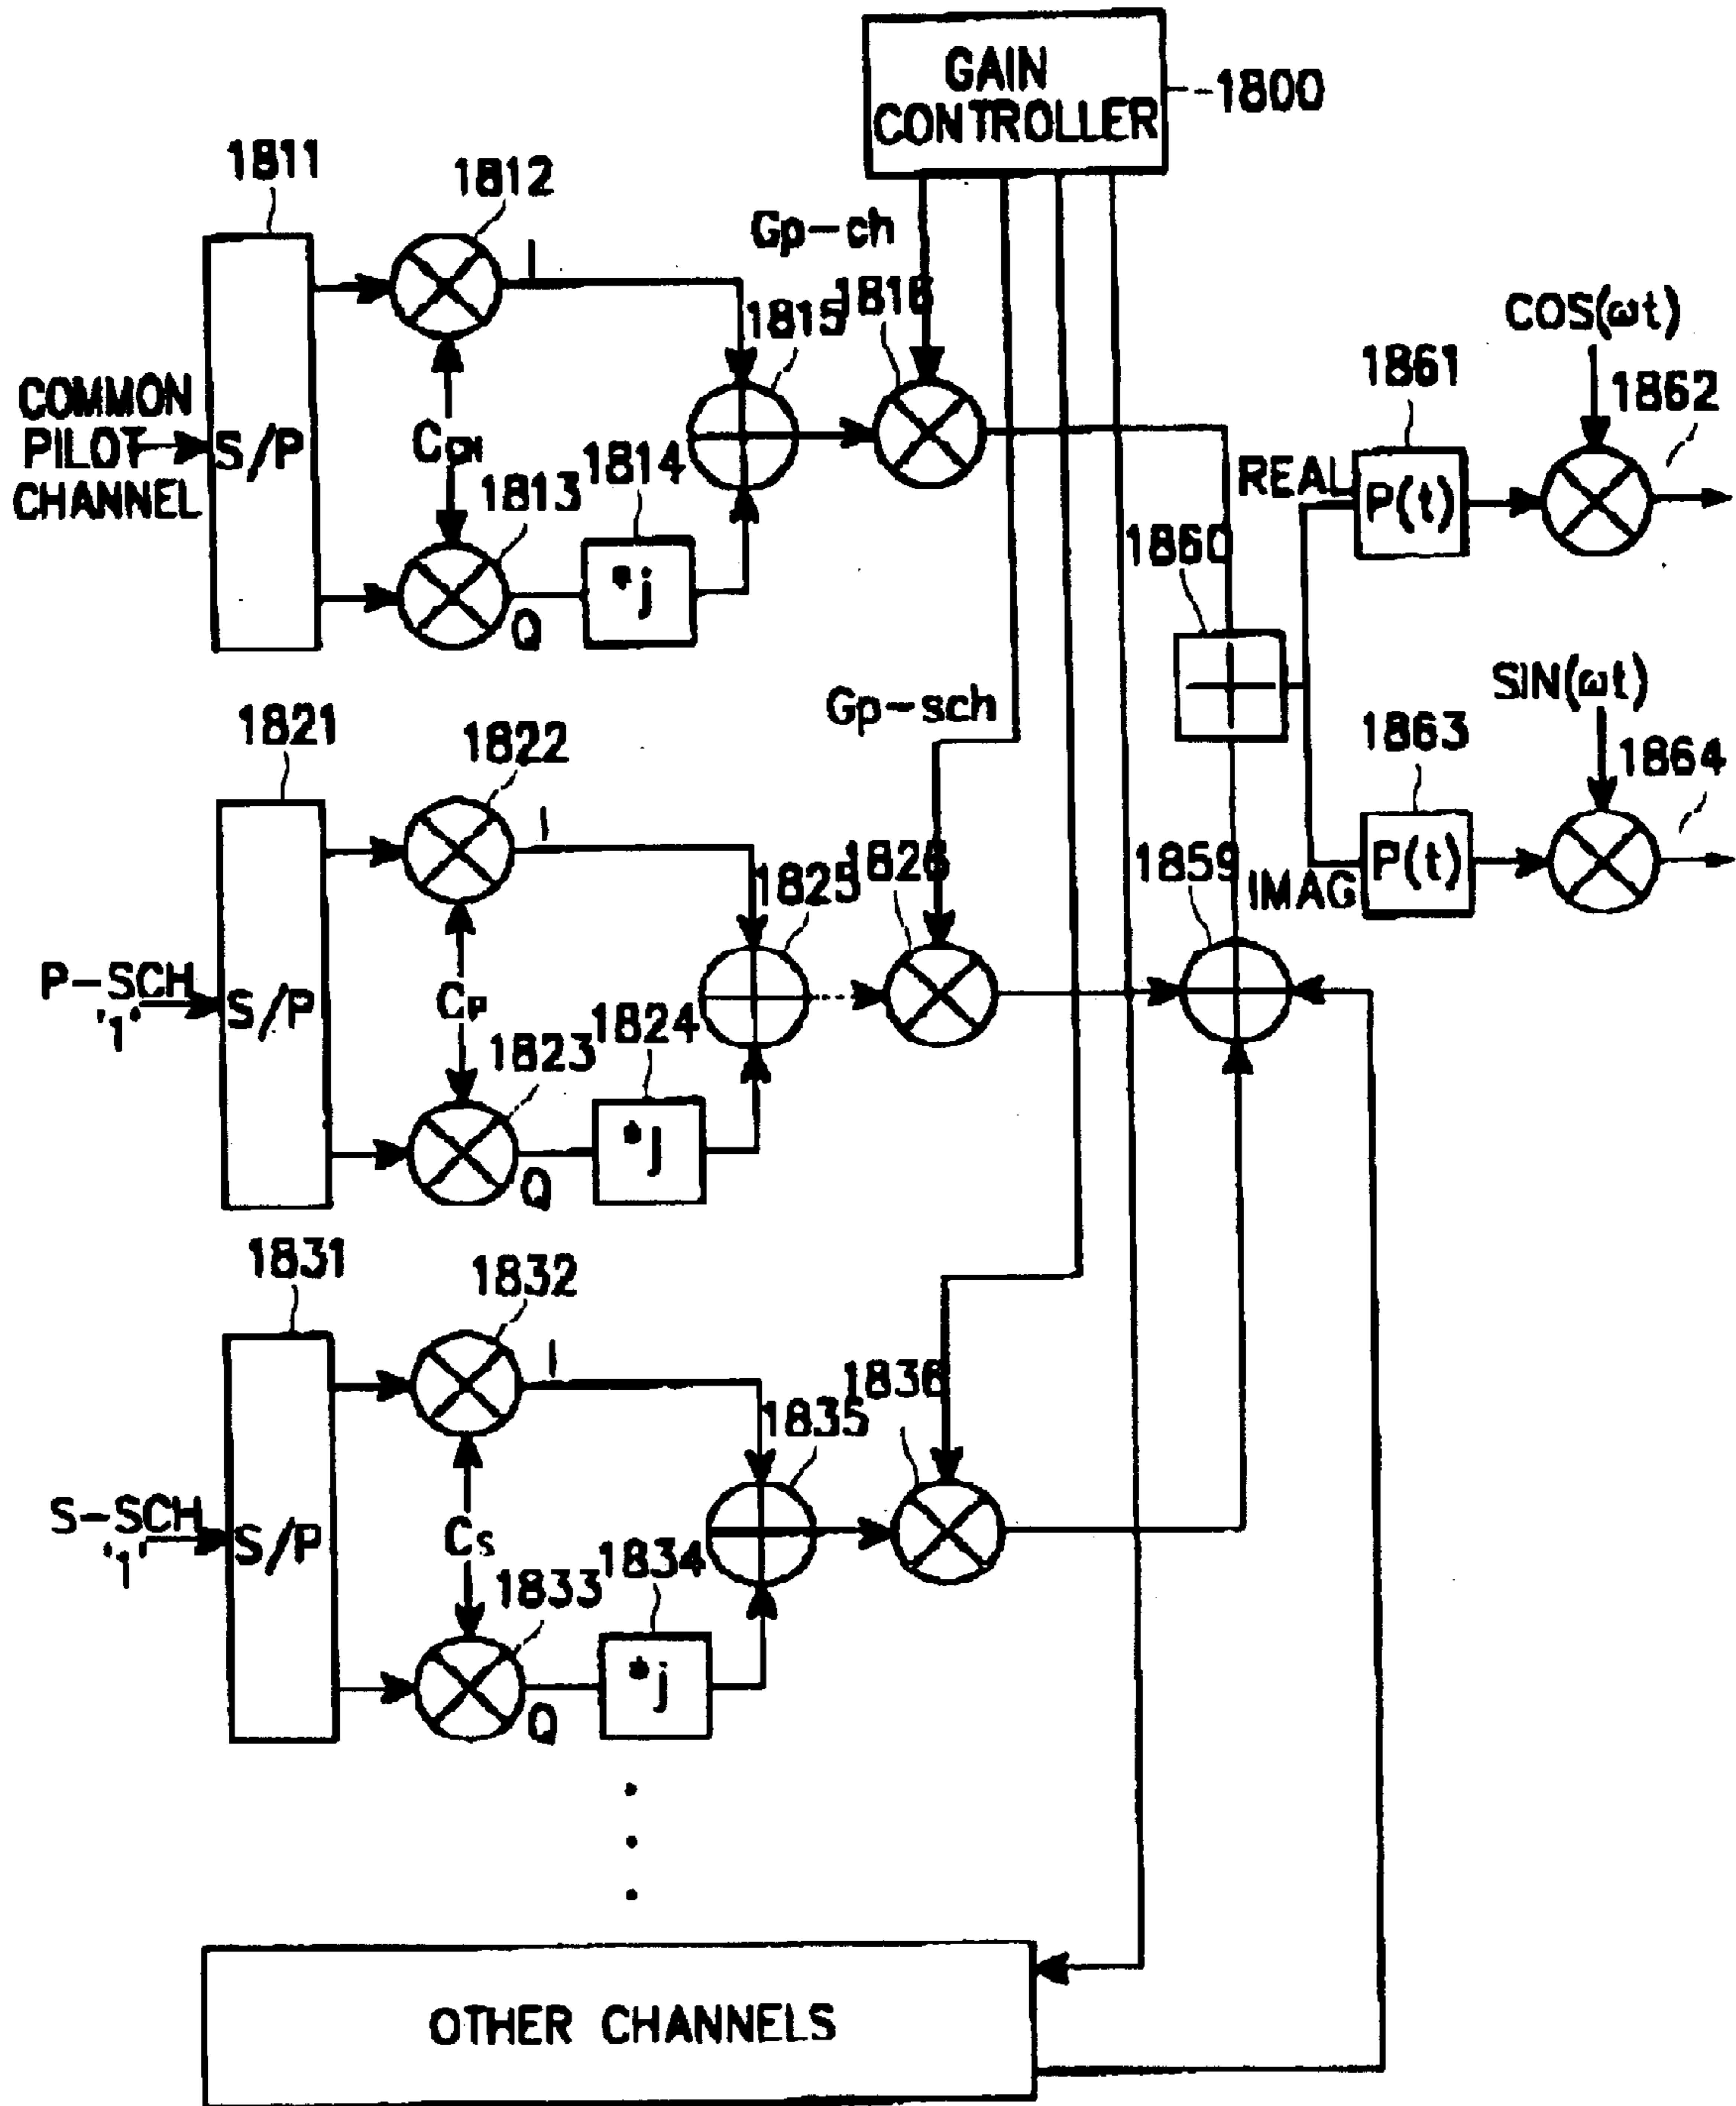 GAIN
CONTROLLER
1800
1811
1812
I
Gp-ch
1815
1816
COS(ωt)
1861
1862
COMMON
PILOT
CHANNEL
S/P
1813
1814
REAL
P(t)
1860
*j
Q
Gp-sch
SIN(ωt)
1821
1822
1863
1864
I
1825
1826
1859
IMAG
P(t)
P-SCH
'1'
S/P
CP
1823
1824
*j
Q
1831
1832
I
1835
1836
S-SCH
'1'
S/P
Cs
1833
1834
*j
Q
OTHER CHANNELS